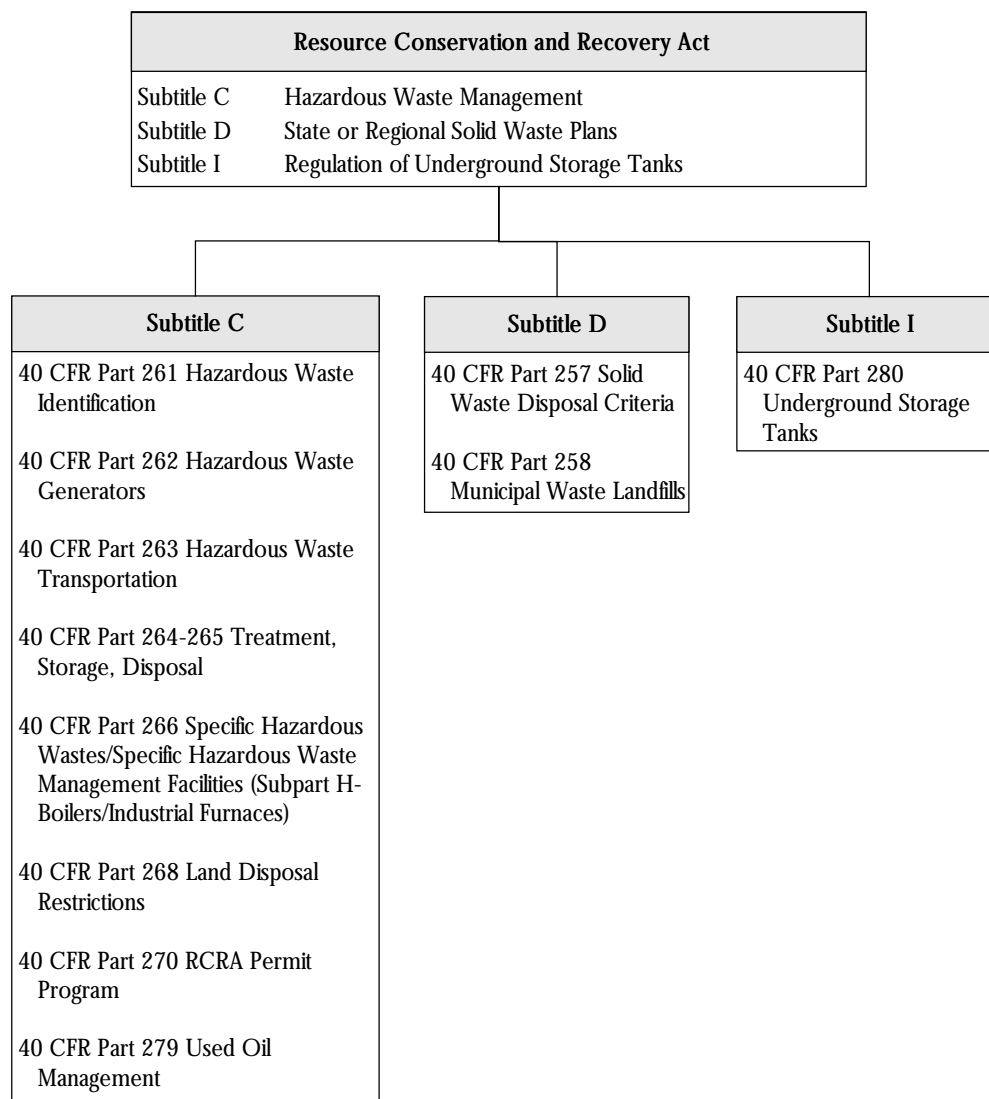 Resource Conservation and Recovery Act
Subtitle C Hazardous Waste Management
Subtitle D State or Regional Solid Waste Plans
Subtitle I Regulation of Underground Storage Tanks
Subtitle C
40 CFR Part 261 Hazardous Waste
Identification
40 CFR Part 262 Hazardous Waste
Generators
40 CFR Part 263 Hazardous Waste
Transportation
40 CFR Part 264-265 Treatment,
Storage, Disposal
40 CFR Part 266 Specific Hazardous
Wastes/Specific Hazardous Waste
Management Facilities (Subpart H-
Boilers/Industrial Furnaces)
40 CFR Part 268 Land Disposal
Restrictions
40 CFR Part 270 RCRA Permit
Program
40 CFR Part 279 Used Oil
Management
Subtitle D
40 CFR Part 257 Solid
Waste Disposal Criteria
40 CFR Part 258
Municipal Waste Landfills
Subtitle I
40 CFR Part 280
Underground Storage
Tanks